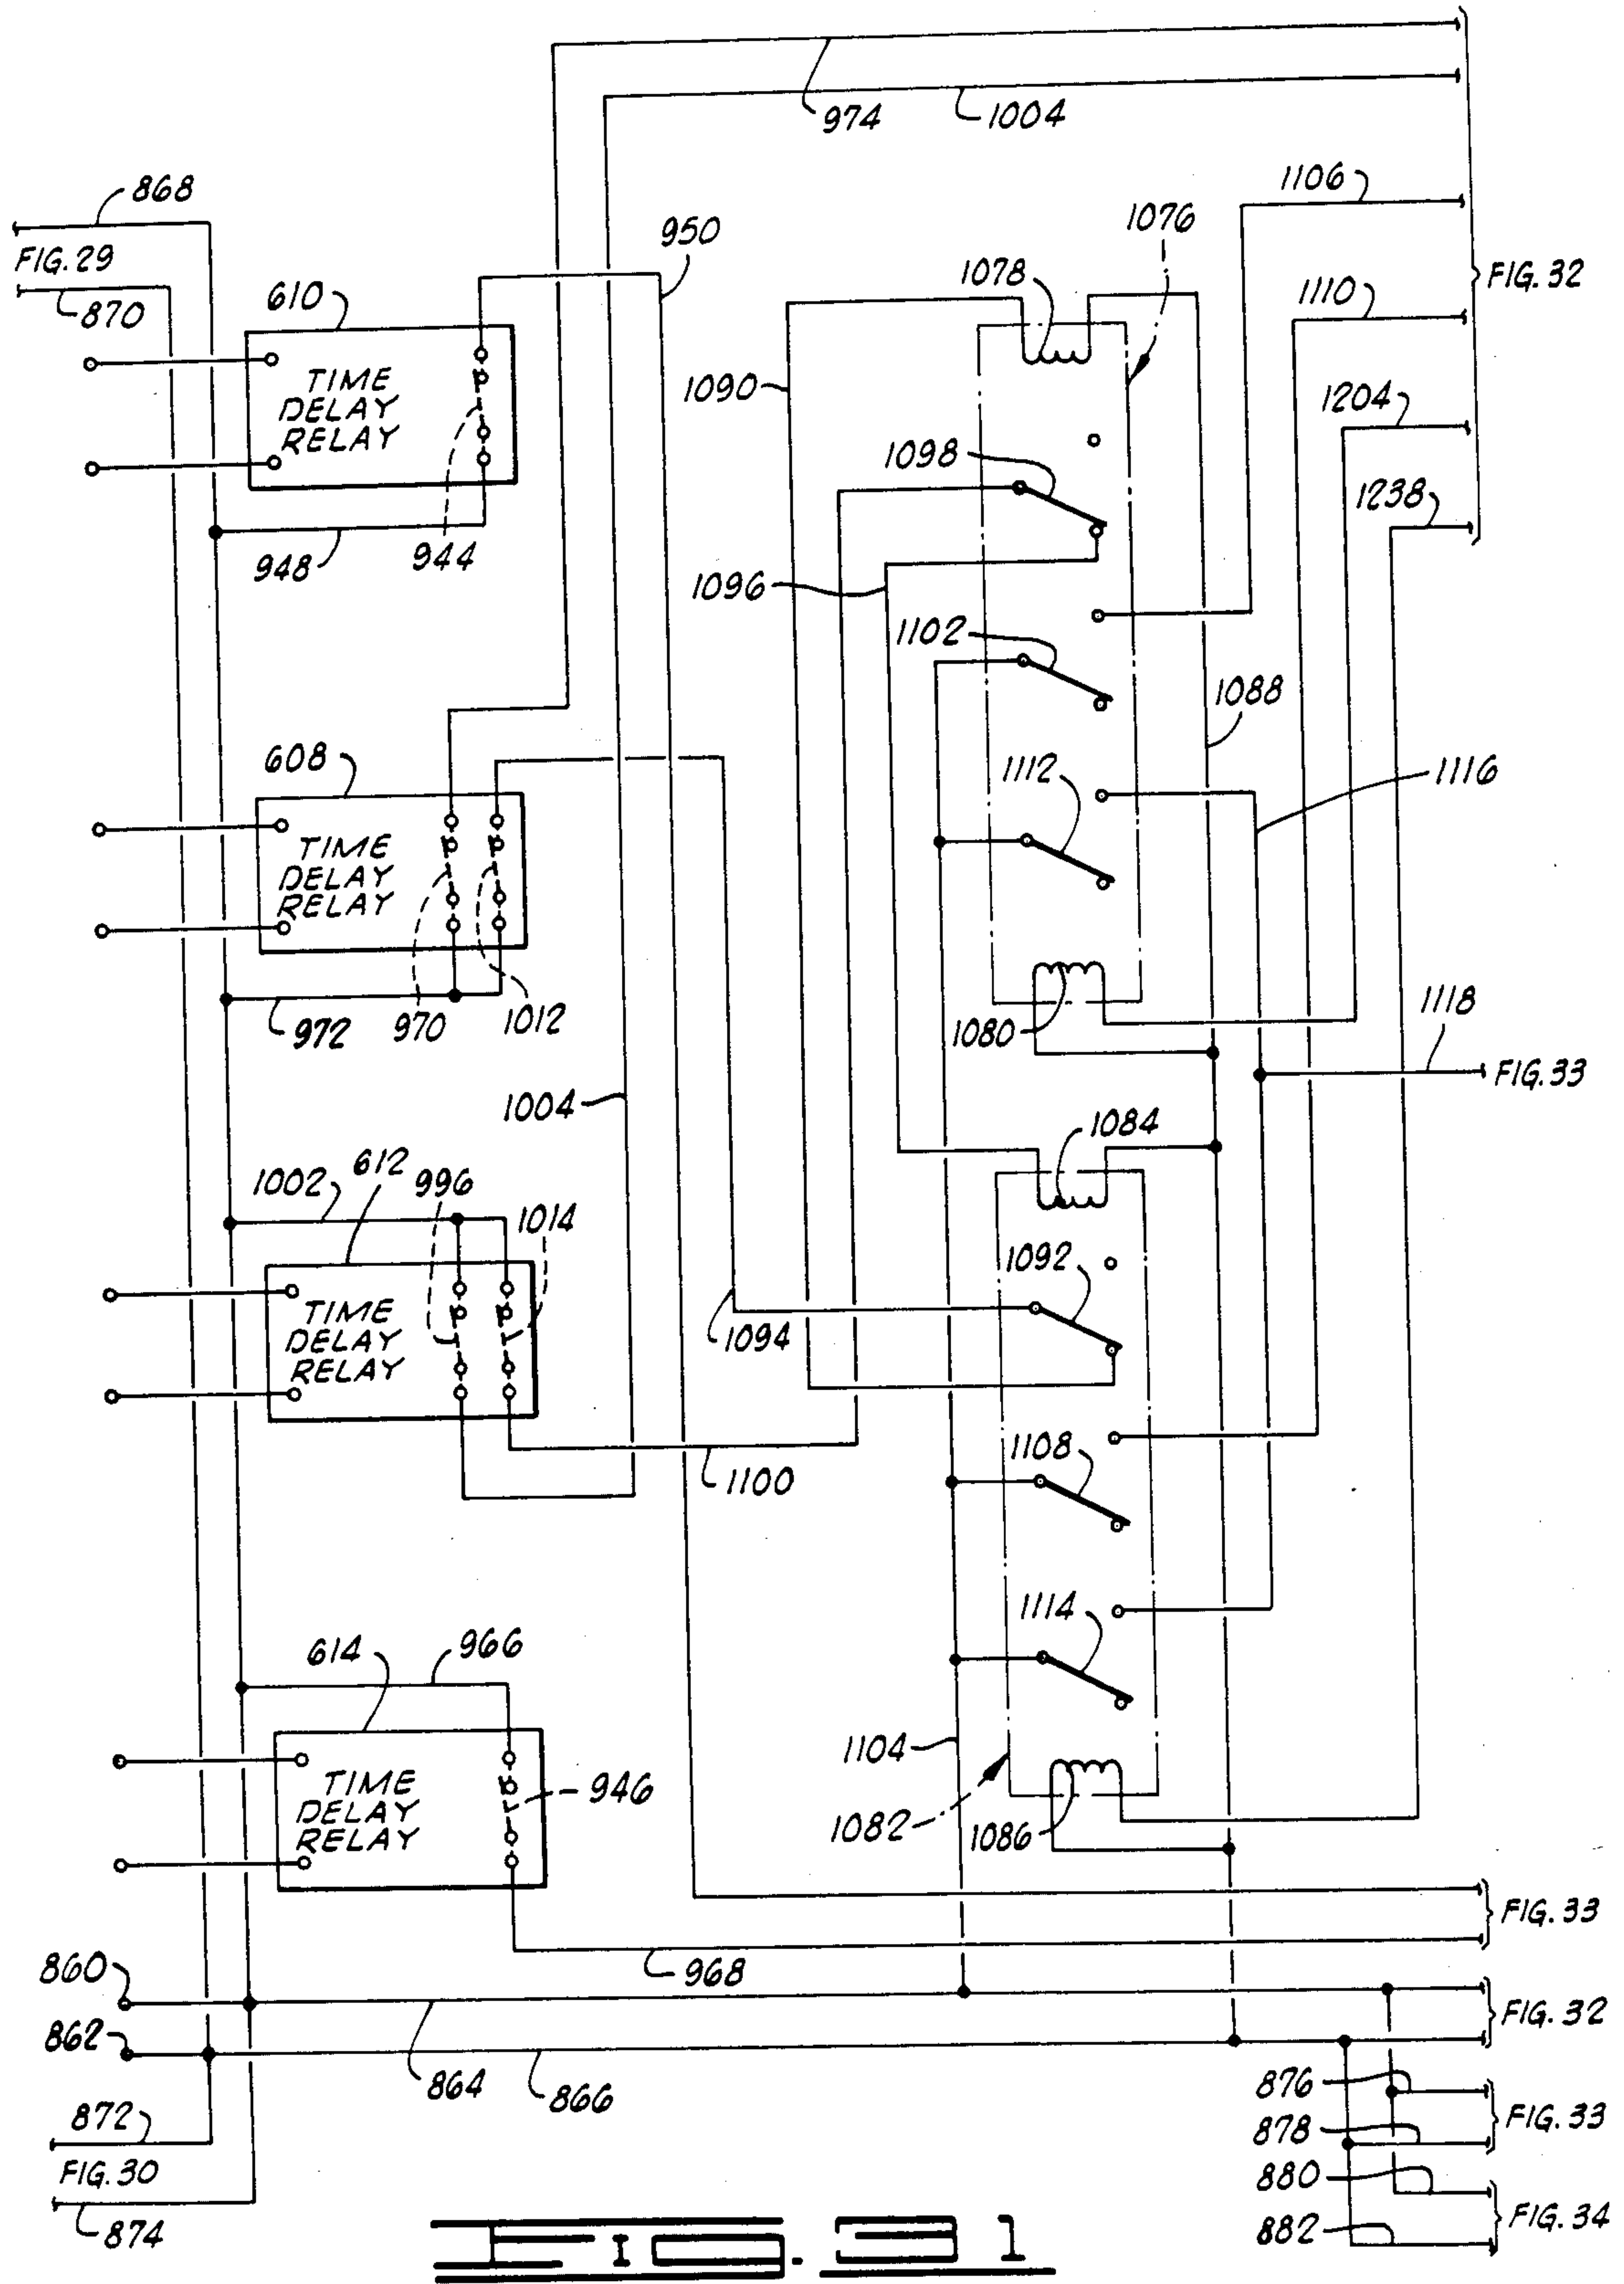 974
1004
868
FIG. 29
870
950
1106
1076
FIG. 32
610
1078
1110
TIME
DELAY
RELAY
1090
1204
1098
1238
948
944
1096
1102
1088
608
1112
1116
TIME
DELAY
RELAY
972
970
1012
1080
1118
FIG. 33
1004
1084
1002
612
996
1014
1092
TIME
DELAY
RELAY
1094
1108
1100
1114
614
966
1104
TIME
DELAY
RELAY
946
1082
1086
FIG. 33
968
860
FIG. 32
862
864
866
876
872
FIG. 33
878
FIG. 30
880
874
882
FIG. 34
FIG. 31